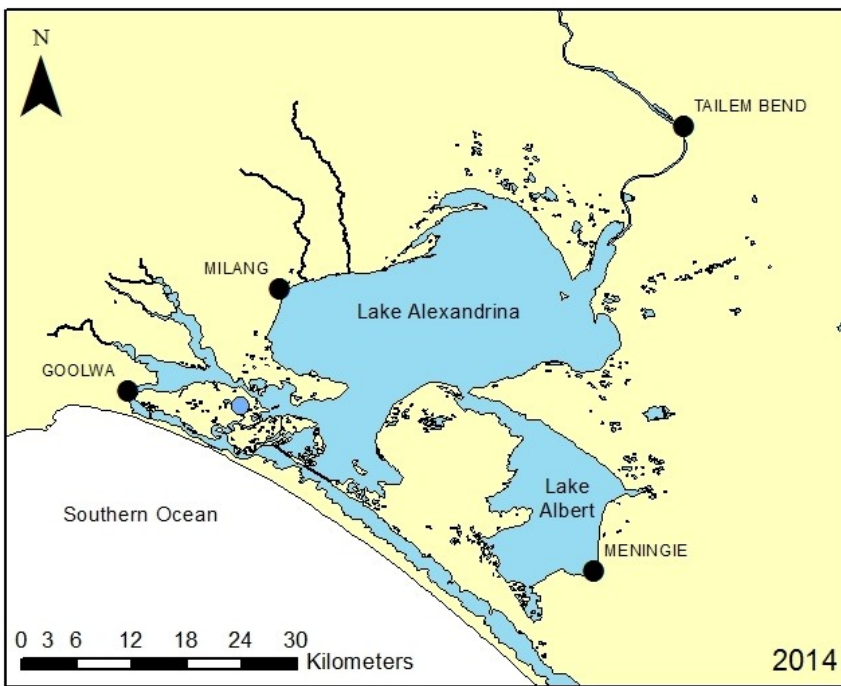 N
TAILEM BEND
MILANG
Lake Alexandrina
GOOLWA
Lake
Albert
Southern Ocean
MENINGIE
0 3 6 12 18 24 30
Kilometers
2014